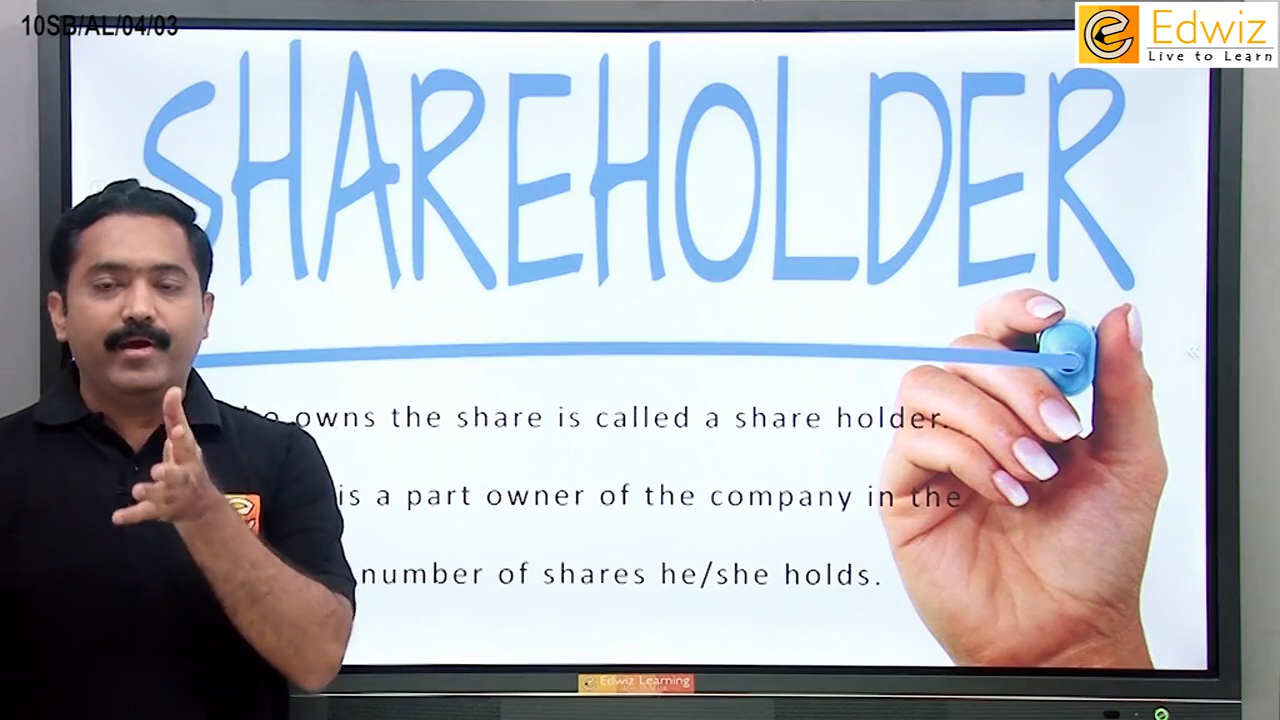 10SB/AL/04/03
Edwiz
Live to Learn
SHAREHOLDER
owns the share is called a share holder.
is a part owner of the company in the
number of shares he/she holds.
Edwiz Learning